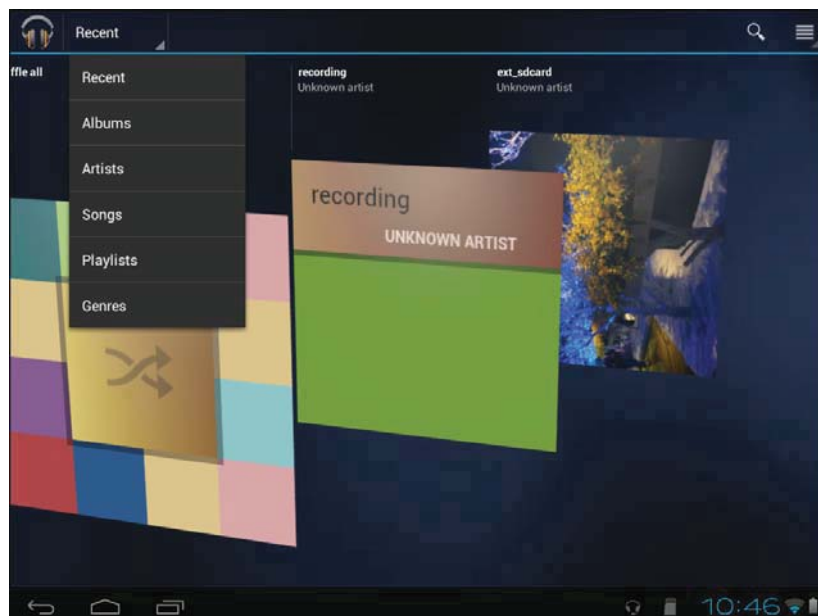 Recent
ffle all
recording
Unknown artist
ext_sdcard
Unknown artist
Recent
Albums
Artists
Songs
Playlists
Genres
recording
UNKNOWN ARTIST
10:46